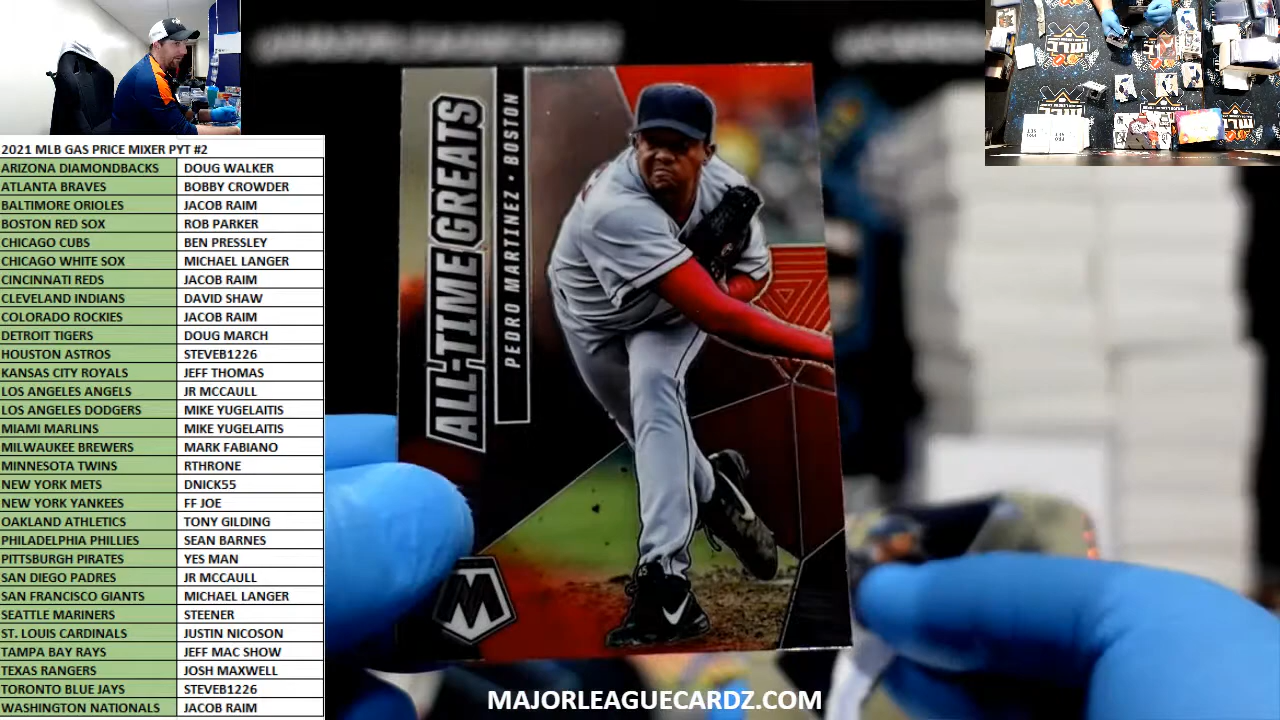 2021 MLB GAS PRICE MIXER PYT #2
ARIZONA DIAMONDBACKS DOUG WALKER
ATLANTA BRAVES BOBBY CROWDER
BALTIMORE ORIOLES JACOB RAIM
BOSTON RED SOX ROB PARKER
CHICAGO CUBS BEN PRESSLEY
CHICAGO WHITE SOX MICHAEL LANGER
CINCINNATI REDS JACOB RAIM
CLEVELAND INDIANS DAVID SHAW
COLORADO ROCKIES JACOB RAIM
DETROIT TIGERS DOUG MARCH
HOUSTON ASTROS STEVEB1226
KANSAS CITY ROYALS JEFF THOMAS
LOS ANGELES ANGELS JR MCCAULL
LOS ANGELES DODGERS MIKE YUGELAITIS
MIAMI MARLINS MIKE YUGELAITIS
MILWAUKEE BREWERS MARK FABIANO
MINNESOTA TWINS RTHRONE
NEW YORK METS DNICK55
NEW YORK YANKEES FF JOE
OAKLAND ATHLETICS TONY GILDING
PHILADELPHIA PHILLIES SEAN BARNES
PITTSBURGH PIRATES YES MAN
SAN DIEGO PADRES JR MCCAULL
SAN FRANCISCO GIANTS MICHAEL LANGER
SEATTLE MARINERS STEENER
ST. LOUIS CARDINALS JUSTIN NICOSON
TAMPA BAY RAYS JEFF MAC SHOW
TEXAS RANGERS JOSH MAXWELL
TORONTO BLUE JAYS STEVEB1226
WASHINGTON NATIONALS JACOB RAIM
ALL-TIME GREATS
PEDRO MARTINEZ • BOSTON
M
MLC
MAJORLEAGUECARDZ.COM